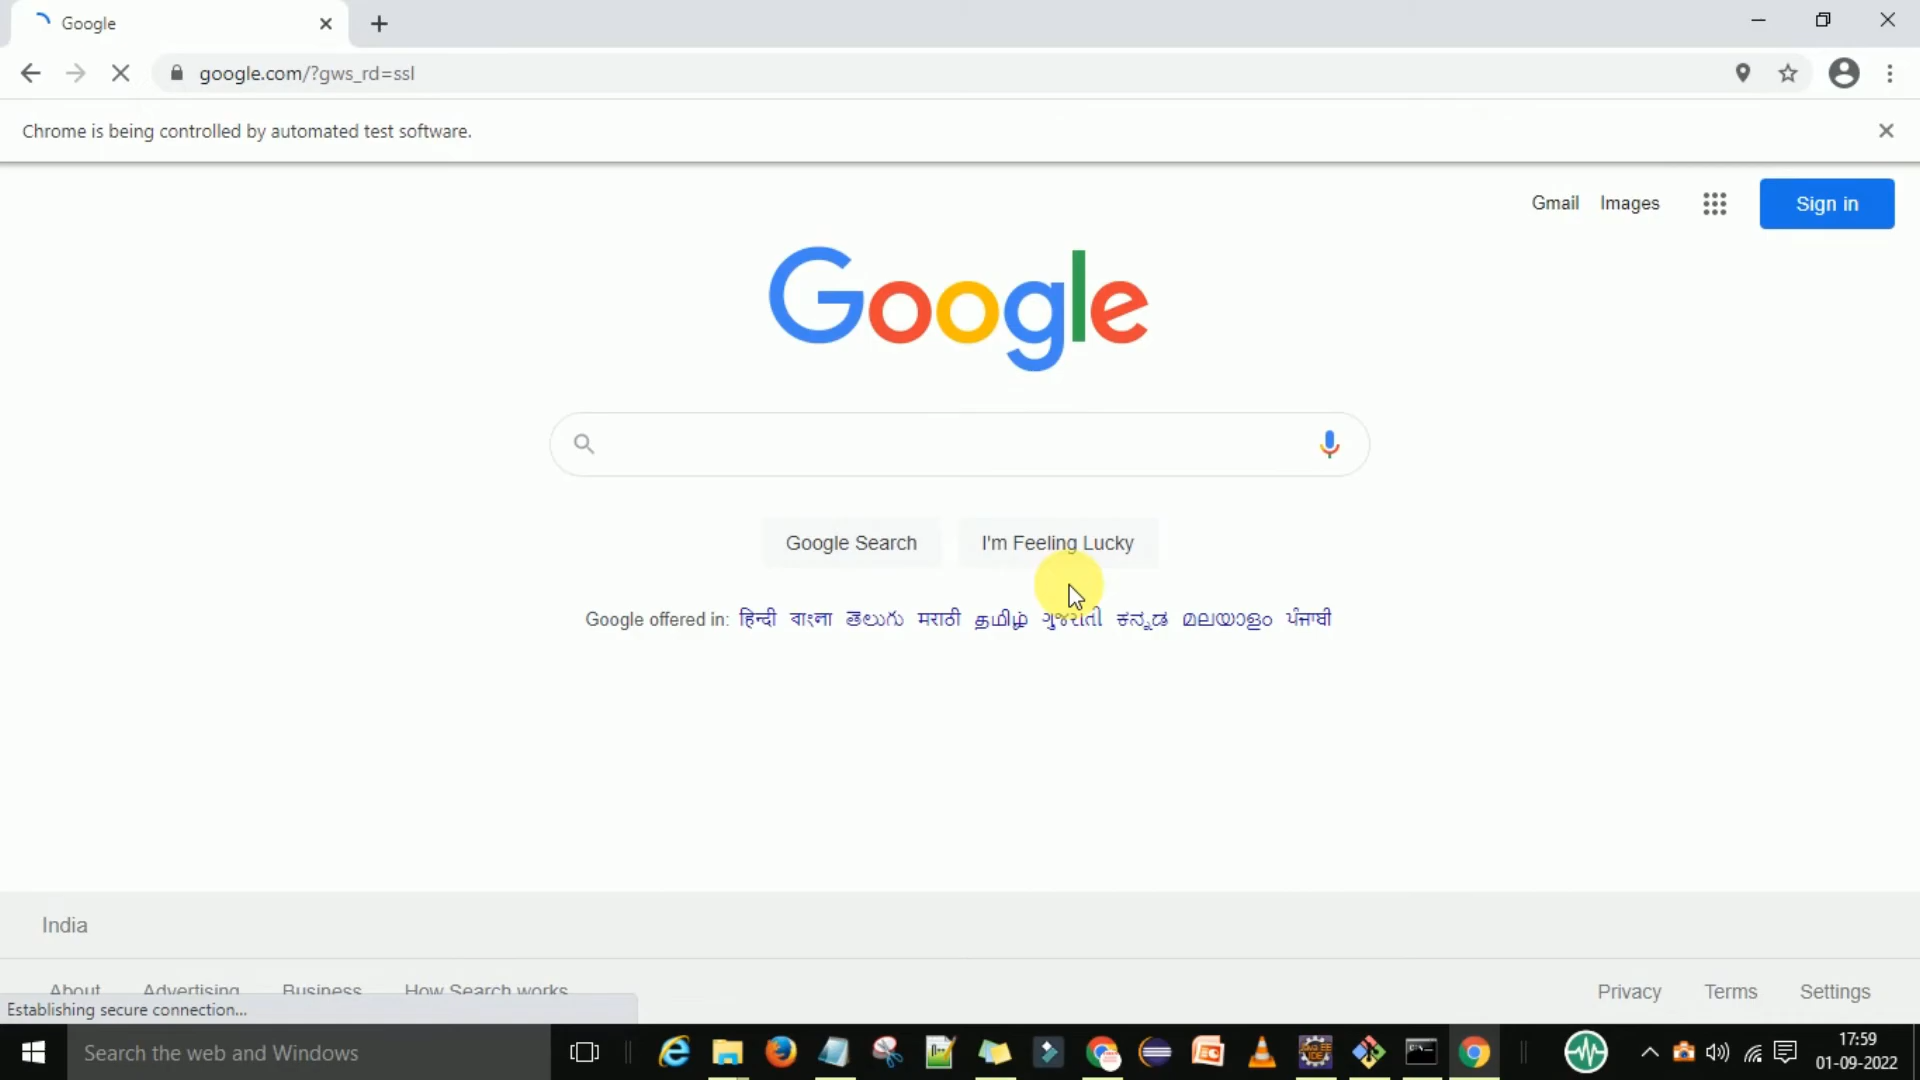 Google
google.com/?gws_rd=ssl
Chrome is being controlled by automated test software.
Gmail Images Sign in
Google
Google Search I'm Feeling Lucky
Google offered in: हिन्दी বাংলা తెలుగు मराठी தமிழ் ગુજરાતી ಕನ್ನಡ മലയാളം ਪੰਜਾਬੀ
India
About Advertising Business How Search works Privacy Terms Settings
Establishing secure connection...
Search the web and Windows
17:59
01-09-2022